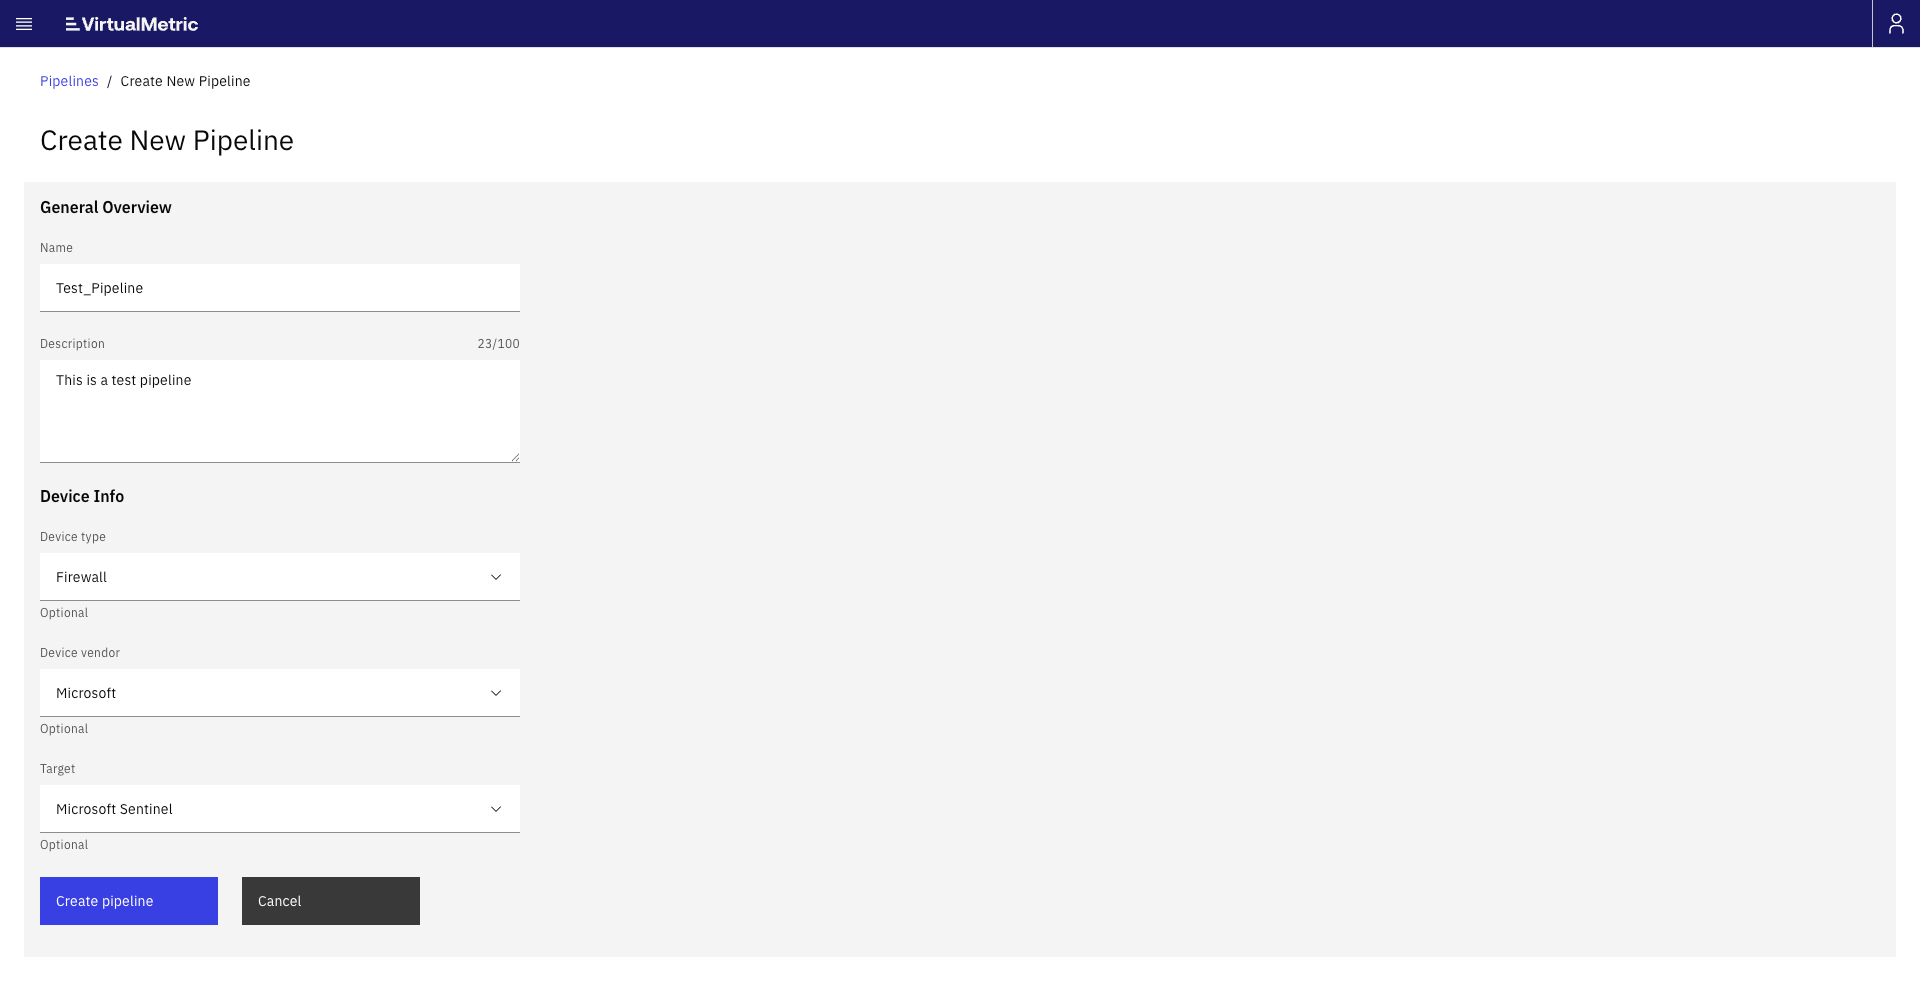 VirtualMetric
Pipelines / Create New Pipeline
Create New Pipeline
General Overview
Name
Test_Pipeline
Description 23/100
This is a test pipeline
Device Info
Device type
Firewall
Optional
Device vendor
Microsoft
Optional
Target
Microsoft Sentinel
Optional
Create pipeline Cancel